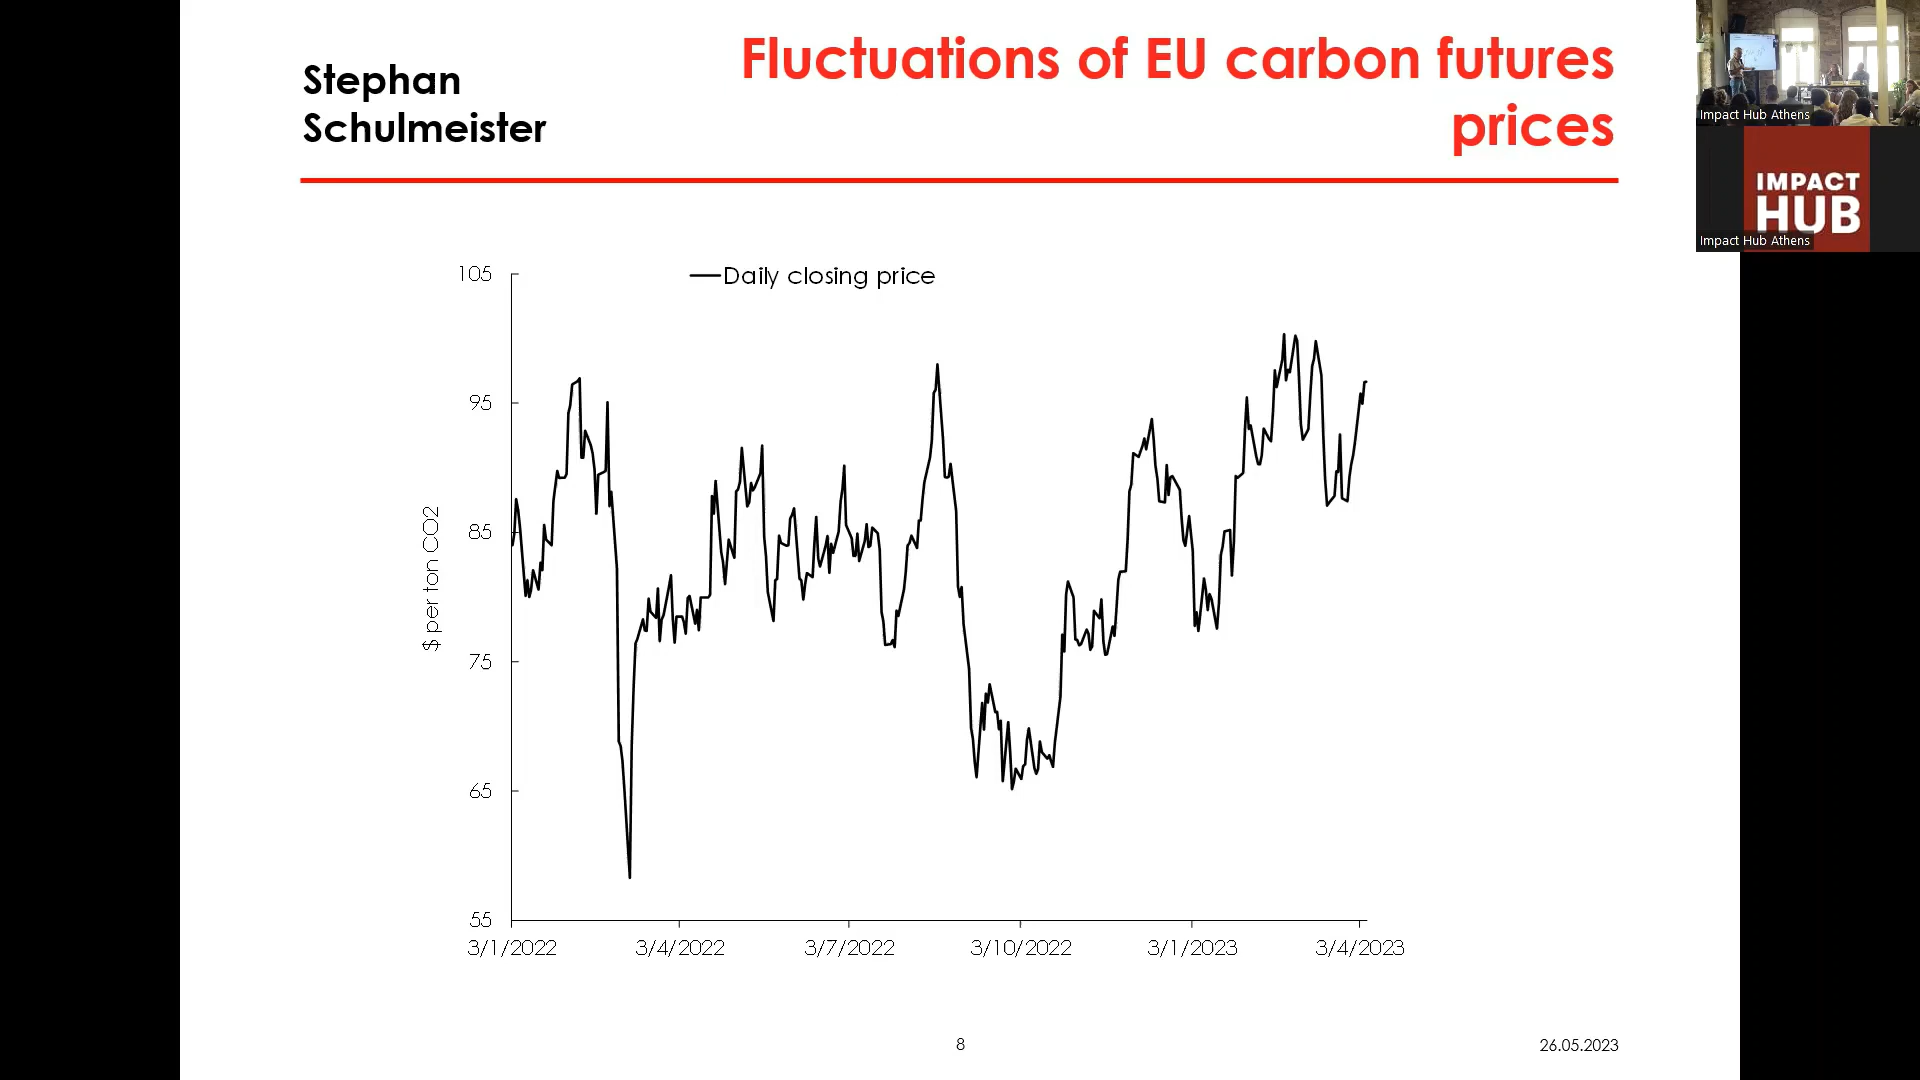 Stephan
Schulmeister
Fluctuations of EU carbon futures
prices
Impact Hub Athens
IMPACT
HUB
Impact Hub Athens
Daily closing price
$ per ton CO2
105
95
85
75
65
55
3/1/2022
3/4/2022
3/7/2022
3/10/2022
3/1/2023
3/4/2023
8
26.05.2023